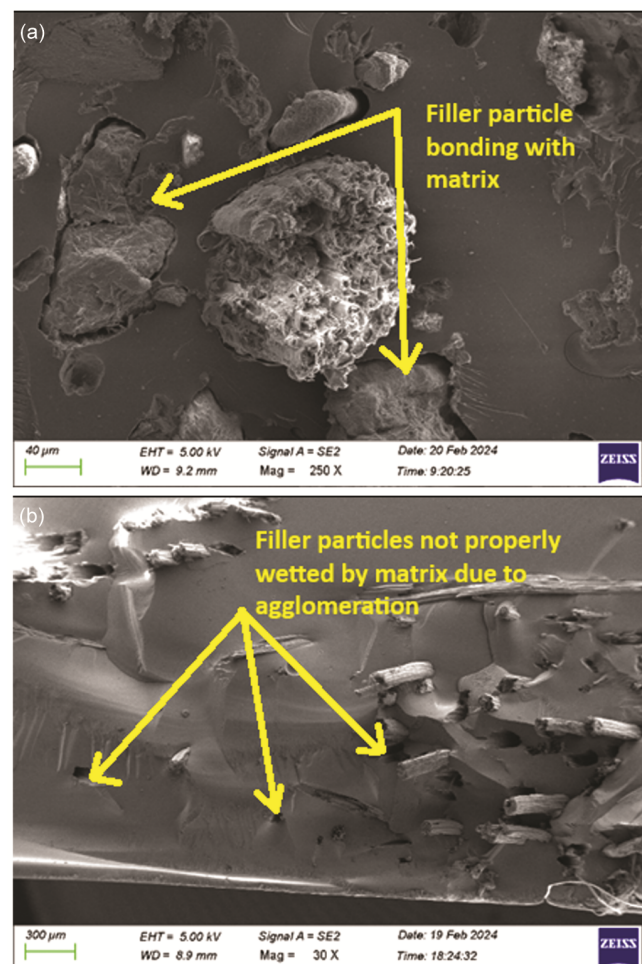 (a)
Filler particle
bonding with
matrix
40 µm
EHT = 5.00 kV
Signal A = SE2
Date: 20 Feb 2024
WD = 9.2 mm
Mag = 250 X
Time: 9:20:25
ZEISS
(b)
Filler particles not properly
wetted by matrix due to
agglomeration
300 µm
EHT = 5.00 kV
Signal A = SE2
Date: 19 Feb 2024
WD = 8.9 mm
Mag = 30 X
Time: 18:24:32
ZEISS